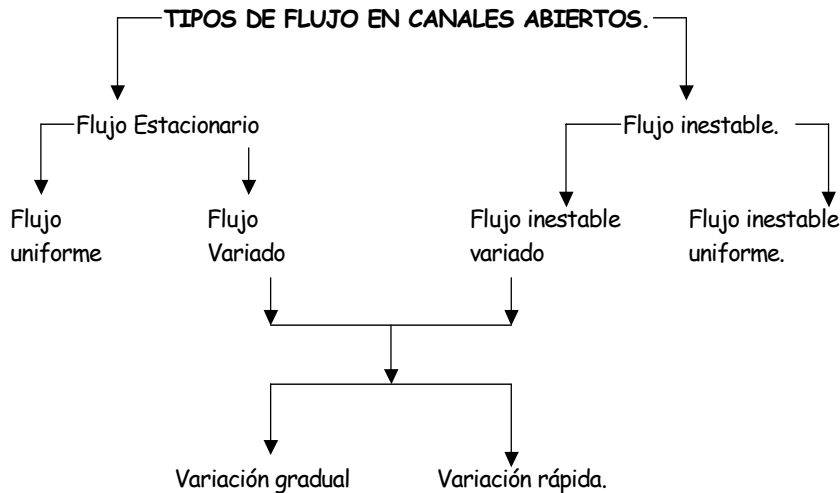 TIPOS DE FLUJO EN CANALES ABIERTOS.
Flujo Estacionario
Flujo inestable.
Flujo
uniforme
Flujo
Variado
Flujo inestable
variado
Flujo inestable
uniforme.
Variación gradual
Variación rápida.